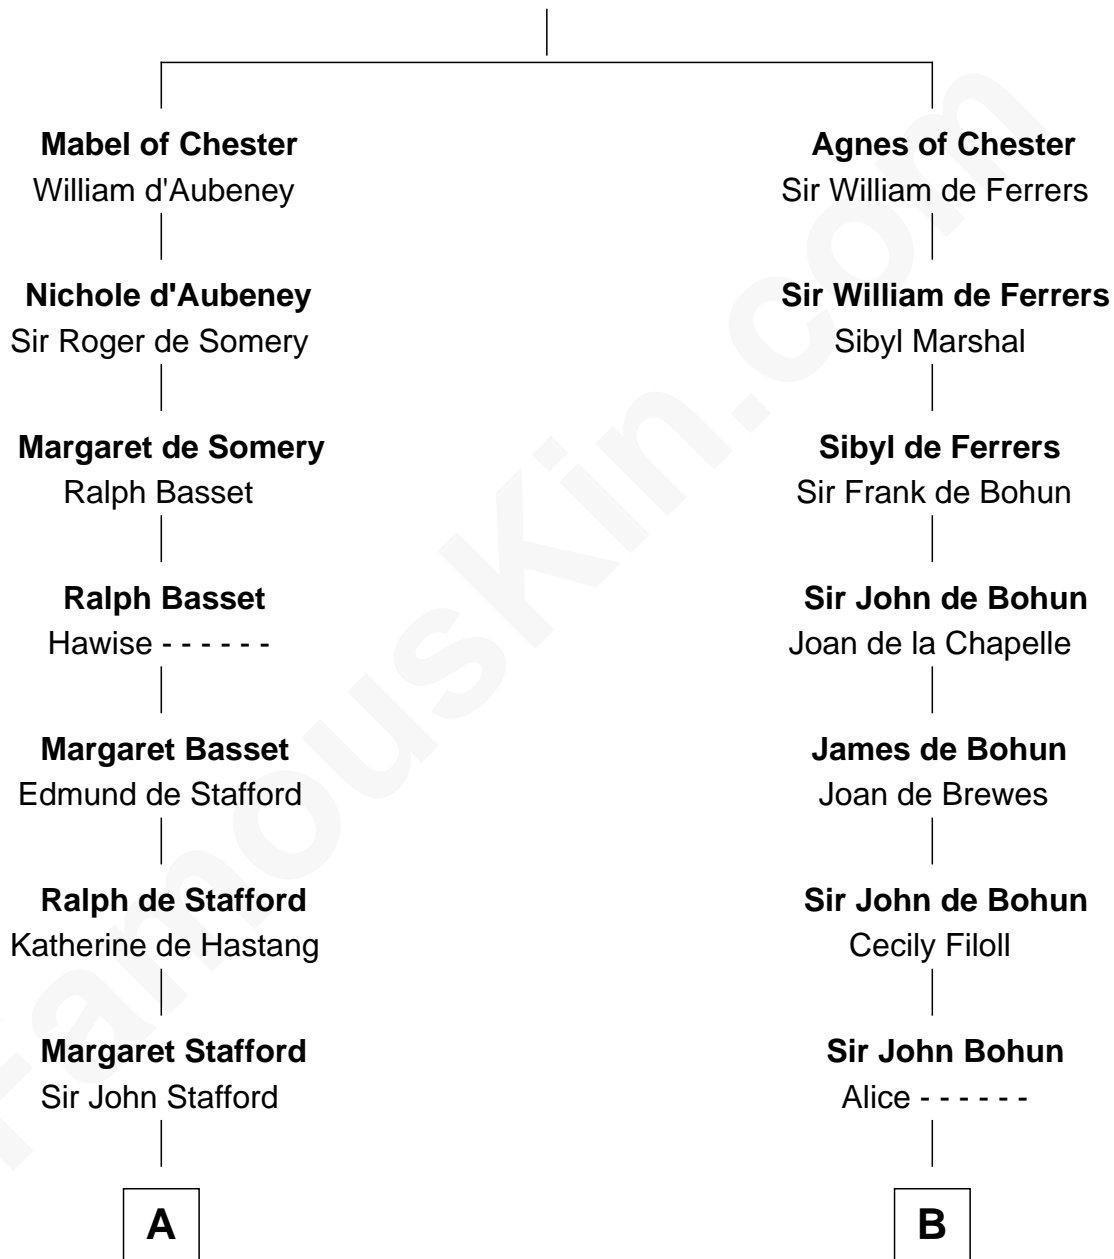 Mabel of Chester
William d'Aubeney
Nichole d'Aubeney
Sir Roger de Somery
Margaret de Somery
Ralph Basset
Ralph Basset
Hawise - - - - - -
Margaret Basset
Edmund de Stafford
Ralph de Stafford
Katherine de Hastang
Margaret Stafford
Sir John Stafford
A
Agnes of Chester
Sir William de Ferrers
Sir William de Ferrers
Sibyl Marshal
Sibyl de Ferrers
Sir Frank de Bohun
Sir John de Bohun
Joan de la Chapelle
James de Bohun
Joan de Brewes
Sir John de Bohun
Cecily Filoll
Sir John Bohun
Alice - - - - - -
B
FamousKin.com